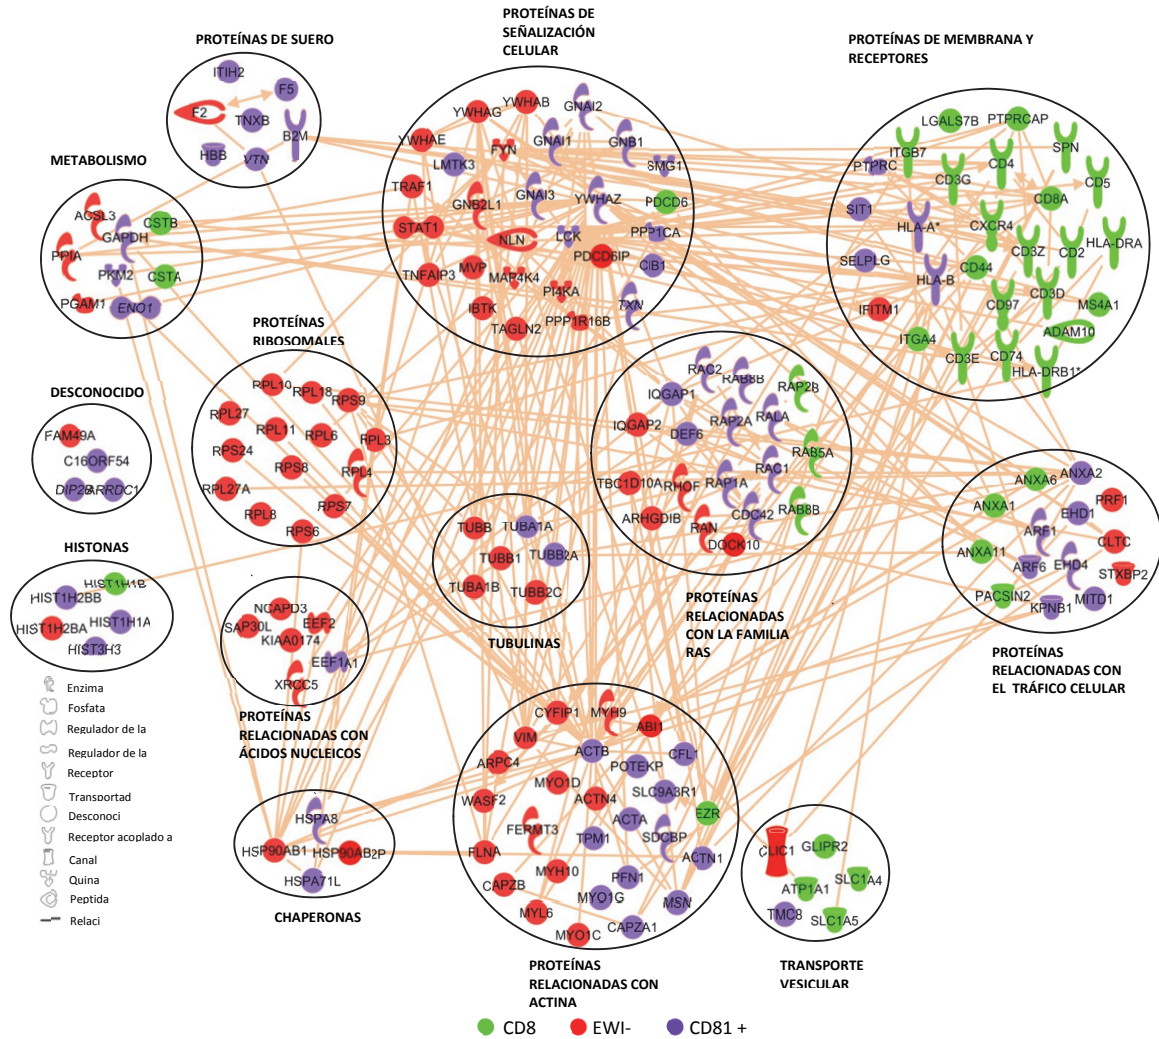 PROTEÍNAS DE SUERO
ITIH2
F5
F2
TNXB
B2M
HBB
VTN
PROTEÍNAS DE
SEÑALIZACIÓN
CELULAR
YWHAG
YWHAB
GNAI2
YWHAE
FYN
GNAI1
GNB1
LMTK3
SMG1
TRAF1
GNB2L1
GNAI3
YWHAZ
PDCD6
STAT1
NLN
LCK
PPP1CA
PDCD6IP
CIB1
TNFAIP3
MVP
MAP4K4
PI4KA
TXN
IBTK
TAGLN2
PPP1R16B
PROTEÍNAS DE MEMBRANA Y
RECEPTORES
LGALS7B
PTPRCAP
ITGB7
SPN
PTPRC
CD3G
CD4
CD5
SIT1
HLA-A*
CD8A
CXCR4
HLA-DRA
SELPLG
CD3Z
CD2
HLA-B
CD44
IFITM1
CD97
CD3D
MS4A1
ITGA4
ADAM10
CD3E
CD74
HLA-DRB1*
METABOLISMO
ACSL3
CSTB
GAPDH
PPIA
PKM2
CSTA
PGAM1
ENO1
PROTEÍNAS
RIBOSOMALES
RPL10
RPL18
RPS9
RPL27
RPL11
RPL6
RPL3
RPS24
RPS8
RPL4
RPL27A
RPS7
RPL8
RPS6
DESCONOCIDO
FAM49A
C16ORF54
DIP2B
ARRDC1
RAC2
RAB3B
RAP2B
IQGAP1
IQGAP2
DEF6
RAP2A
RALA
RAB5A
TBC1D10A
RHOF
RAP1A
RAC1
ARHGDIB
RAN
CDC42
RAB8B
DOCK10
PROTEÍNAS
RELACIONADAS
CON LA FAMILIA
RAS
ANXA6
ANXA2
ANXA1
PRF1
EHD1
ARF1
CLTC
ANXA11
ARF6
EHD4
STXBP2
PACSIN2
KPNB1
MITD1
PROTEÍNAS
RELACIONADAS CON
EL TRÁFICO CELULAR
HISTONAS
HIST1H1B
HIST1H2BB
HIST1H2BA
HIST1H1A
HIST3H3
TUBB
TUBA1A
TUBB1
TUBB2A
TUBA1B
TUBB2C
TUBULINAS
NCAPD3
SAP30L
EEF2
KIAA0174
EEF1A1
XRCC5
PROTEÍNAS
RELACIONADAS CON
ÁCIDOS NUCLEICOS
Enzima
Fosfata
Regulador de la
Regulador de la
Receptor
Transportad
Desconoci
Receptor acoplado a
Canal
Quina
Peptida
Relaci
HSPA8
HSP90AB1
HSP90AB2P
HSPA71L
CHAPERONAS
CYFIP1
MYH9
ABI1
VIM
ACTB
CFL1
ARPC4
POTEKP
MYO1D
SLC9A3R1
WASF2
ACTN4
EZR
FERMT3
ACTA
TPM1
SDCBP
FLNA
ACTN1
CAPZB
MYH10
PFN1
MYO1G
MSN
MYL6
MYO1C
CAPZA1
PROTEÍNAS
RELACIONADAS CON
ACTINA
CLIC1
GLIPR2
ATP1A1
SLC1A4
TMC8
SLC1A5
TRANSPORTE
VESICULAR
CD8
EWI-
CD81 +